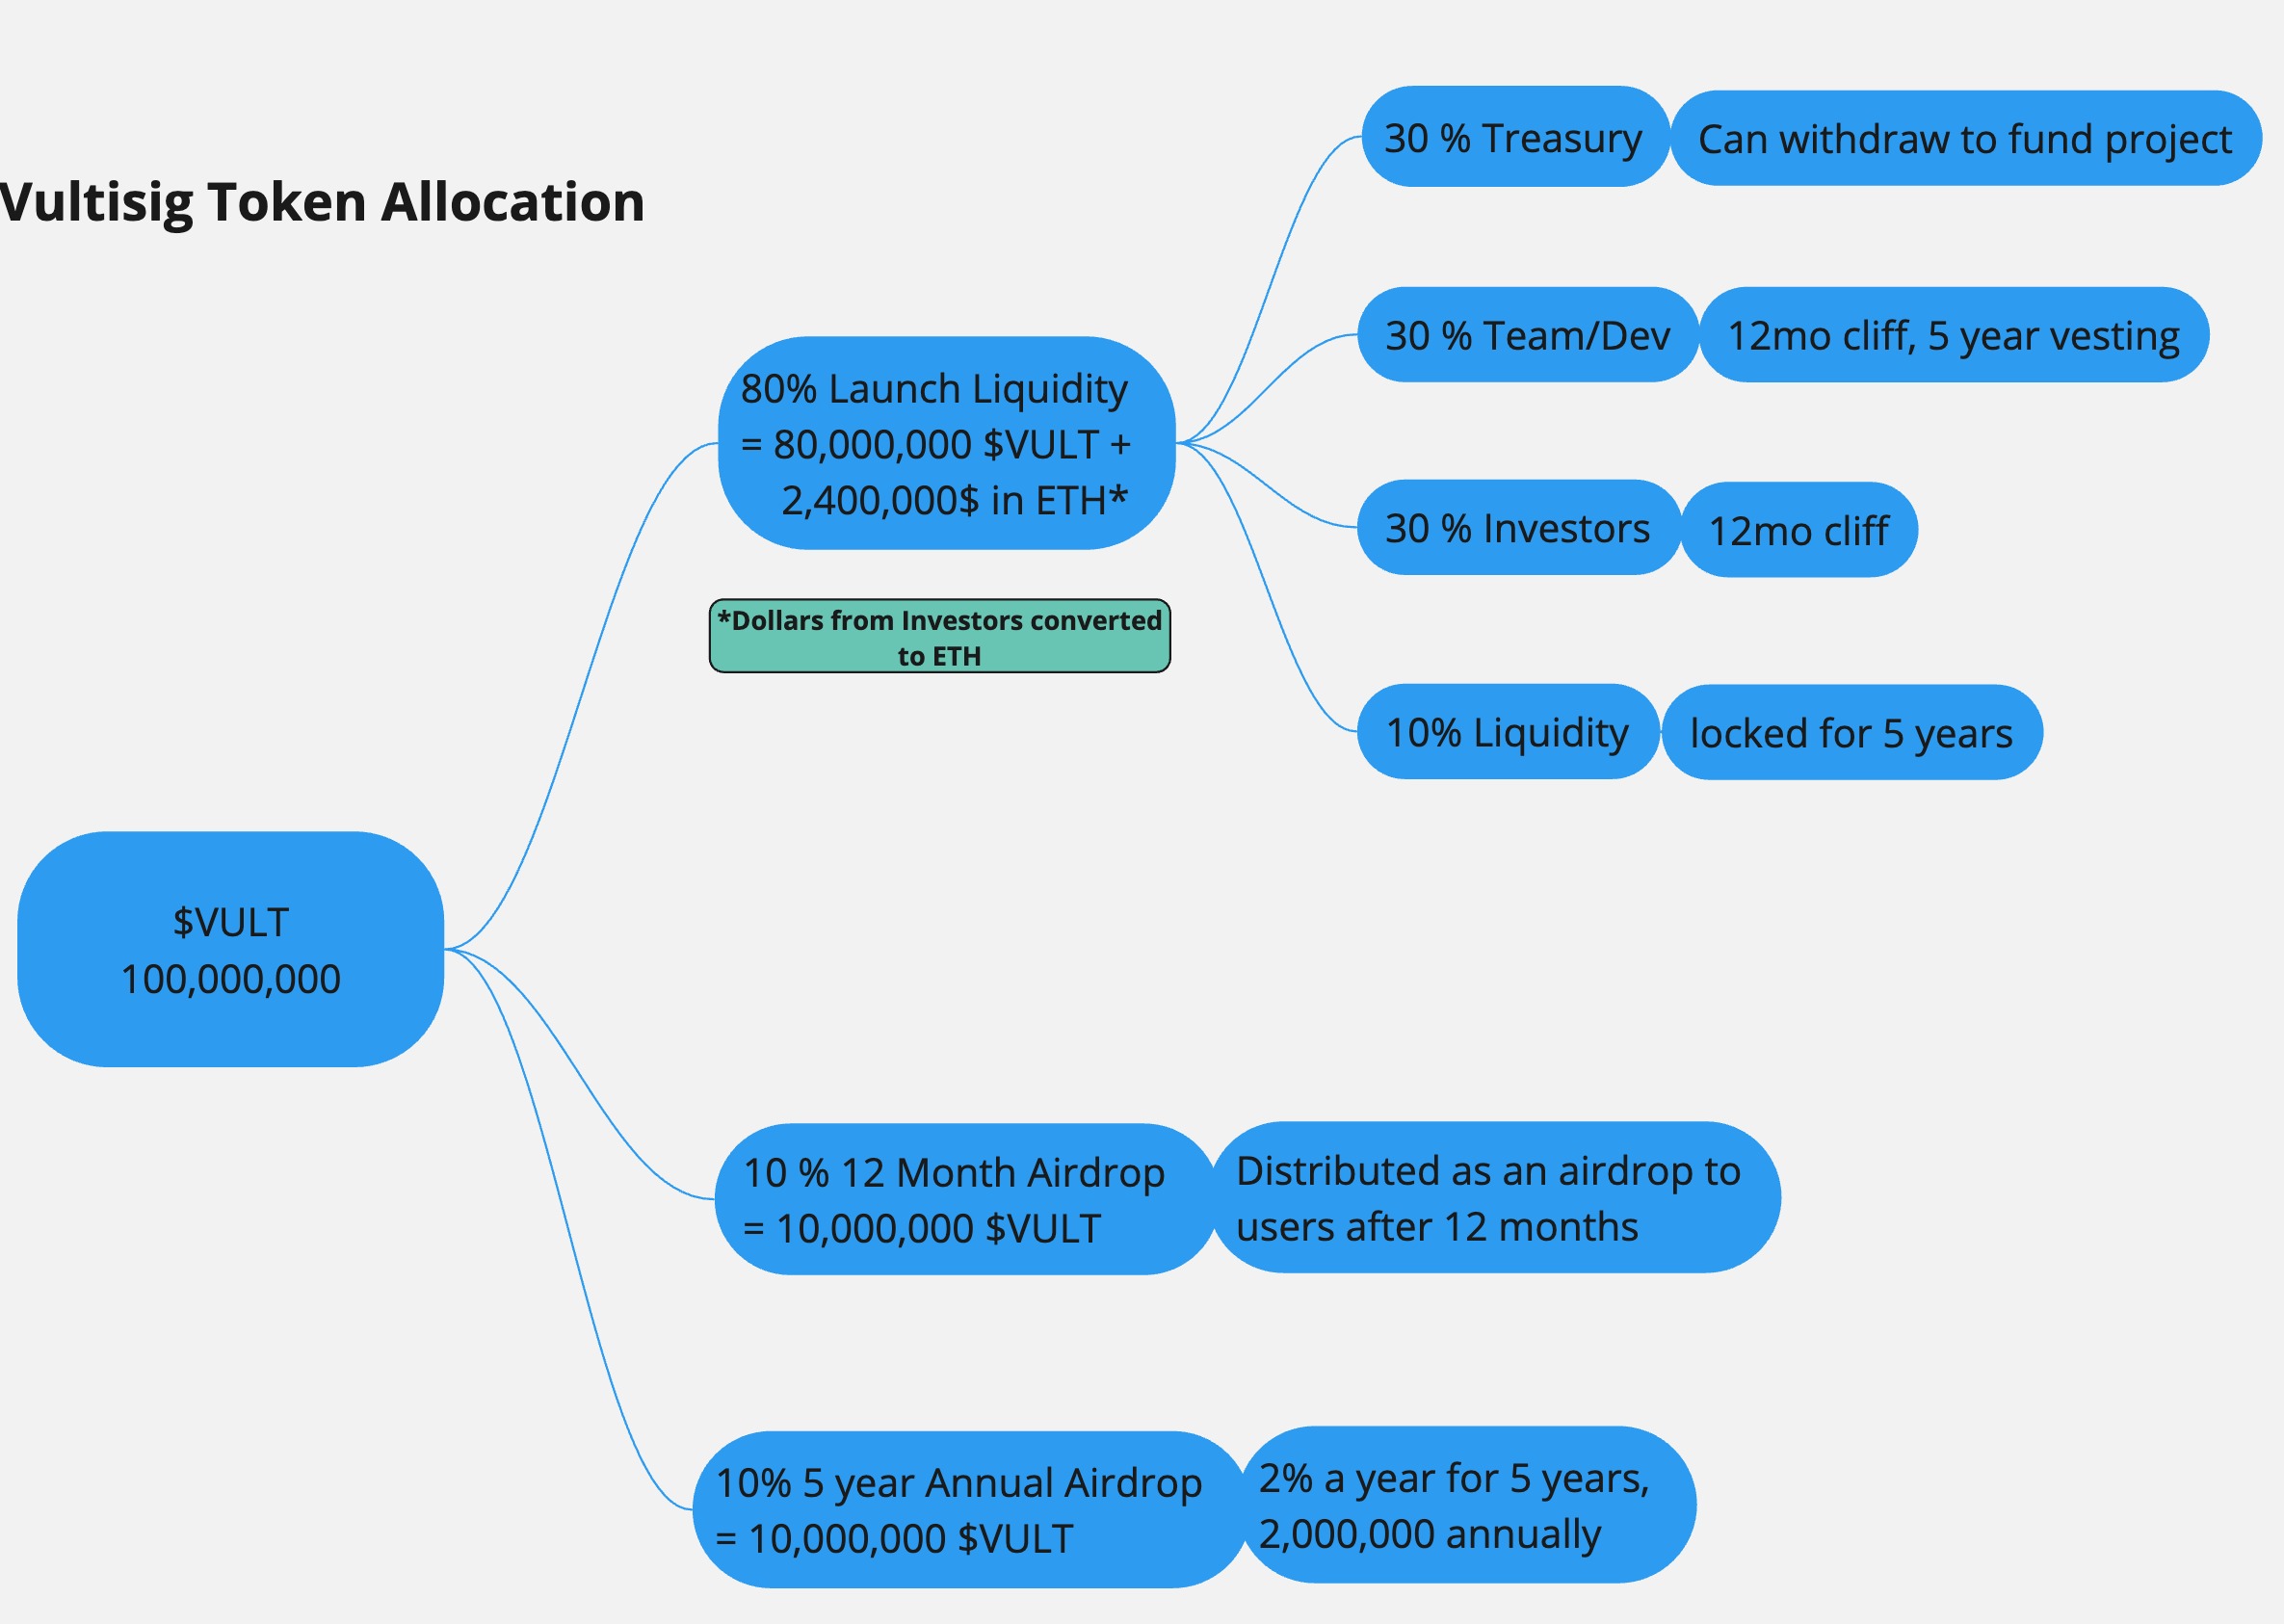 Vultisig Token Allocation
30 % Treasury
Can withdraw to fund project
30 % Team/Dev
12mo cliff, 5 year vesting
80% Launch Liquidity
= 80,000,000 $VULT +
2,400,000$ in ETH*
30 % Investors
12mo cliff
*Dollars from Investors converted
to ETH
10% Liquidity
locked for 5 years
$VULT
100,000,000
10 % 12 Month Airdrop
= 10,000,000 $VULT
Distributed as an airdrop to
users after 12 months
10% 5 year Annual Airdrop
= 10,000,000 $VULT
2% a year for 5 years,
2,000,000 annually